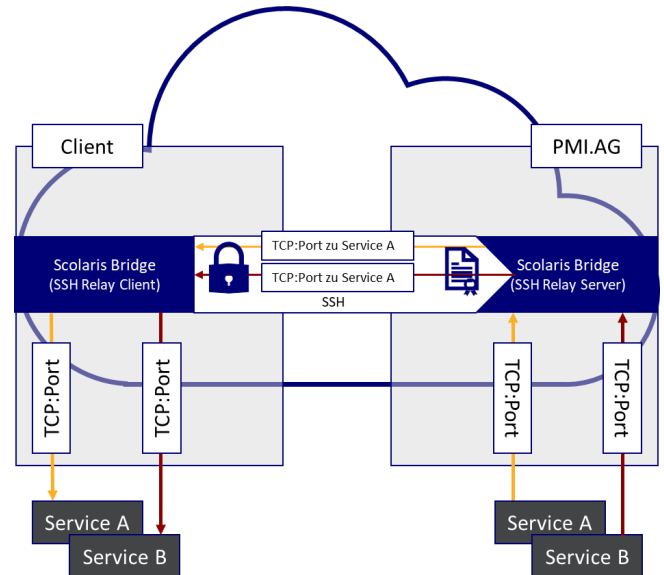 Client
PMI.AG
TCP:Port zu Service A
TCP:Port zu Service A
SSH
Scolaris Bridge
(SSH Relay Client)
Scolaris Bridge
(SSH Relay Server)
TCP:Port
TCP:Port
TCP:Port
TCP:Port
Service A
Service B
Service A
Service B